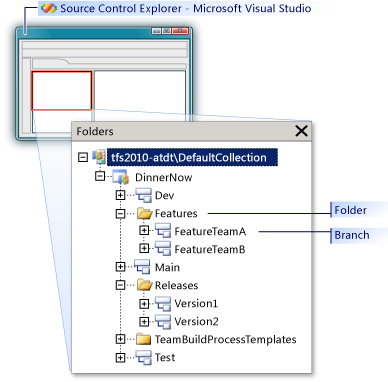 Source Control Explorer - Microsoft Visual Studio
Folders
tfs2010-atdt\DefaultCollection
DinnerNow
Dev
Features
Folder
FeatureTeamA
Branch
FeatureTeamB
Main
Releases
Version1
Version2
TeamBuildProcessTemplates
Test